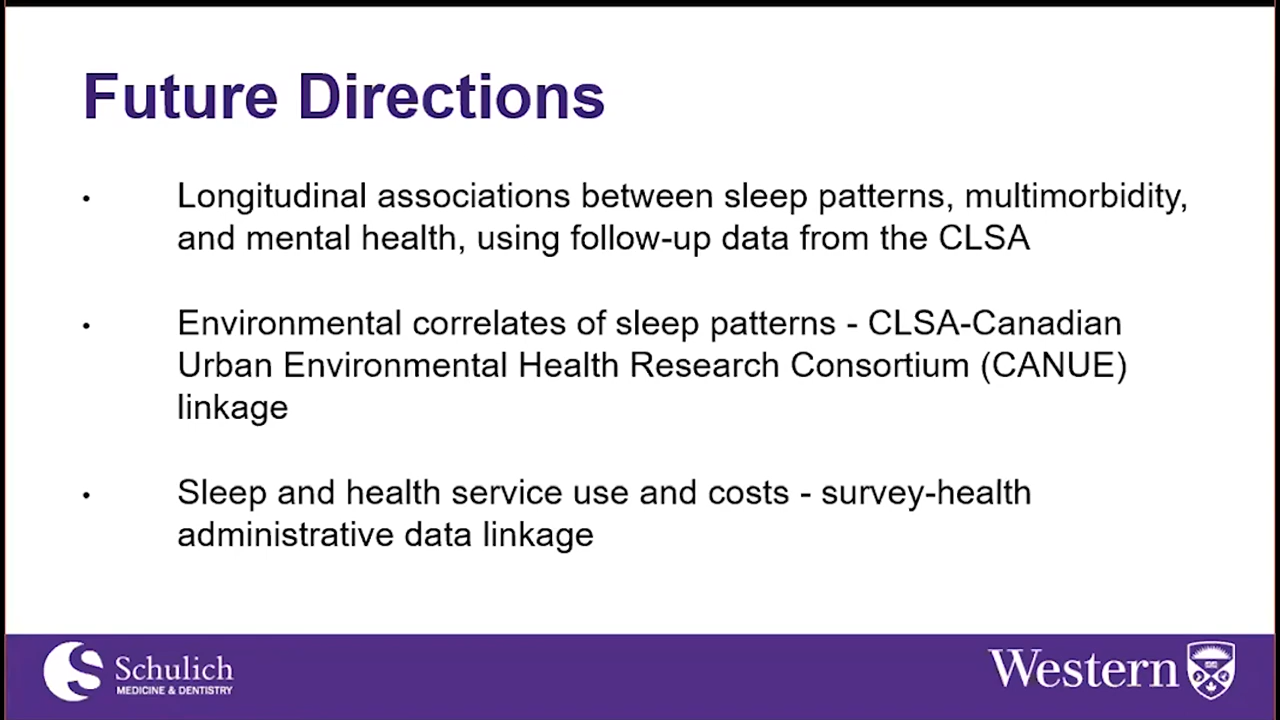 Future Directions
• Longitudinal associations between sleep patterns, multimorbidity,
and mental health, using follow-up data from the CLSA
• Environmental correlates of sleep patterns - CLSA-Canadian
Urban Environmental Health Research Consortium (CANUE)
linkage
• Sleep and health service use and costs - survey-health
administrative data linkage
Schulich
MEDICINE & DENTISTRY
Western